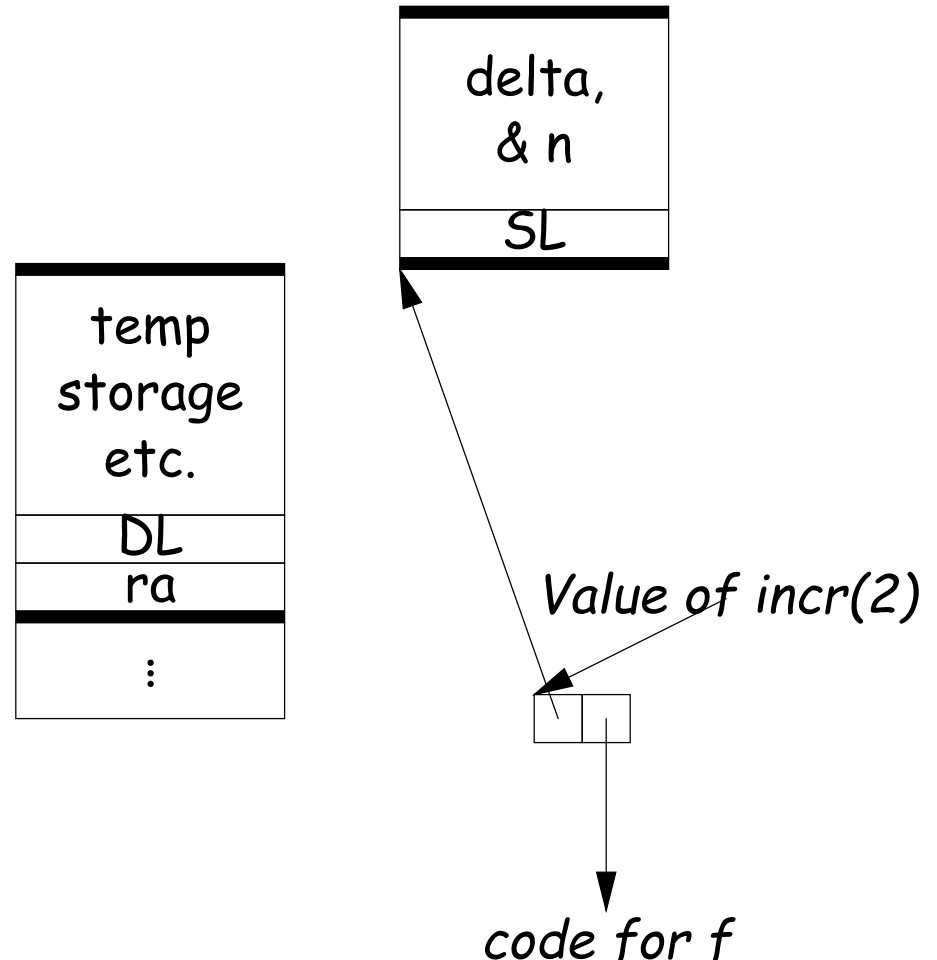 delta,
& n
SL
temp
storage
etc.
DL
ra
⋮
Value of incr(2)
code for f